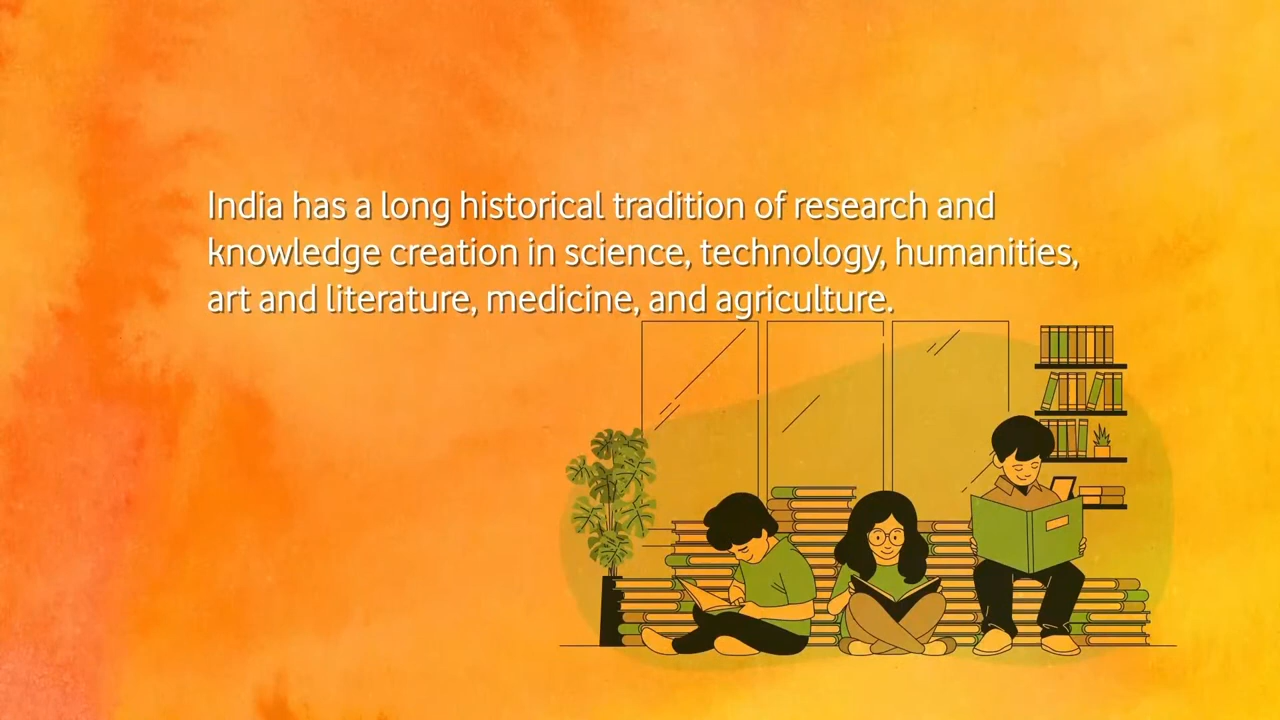 India has a long historical tradition of research and
knowledge creation in science, technology, humanities,
art and literature, medicine, and agriculture.